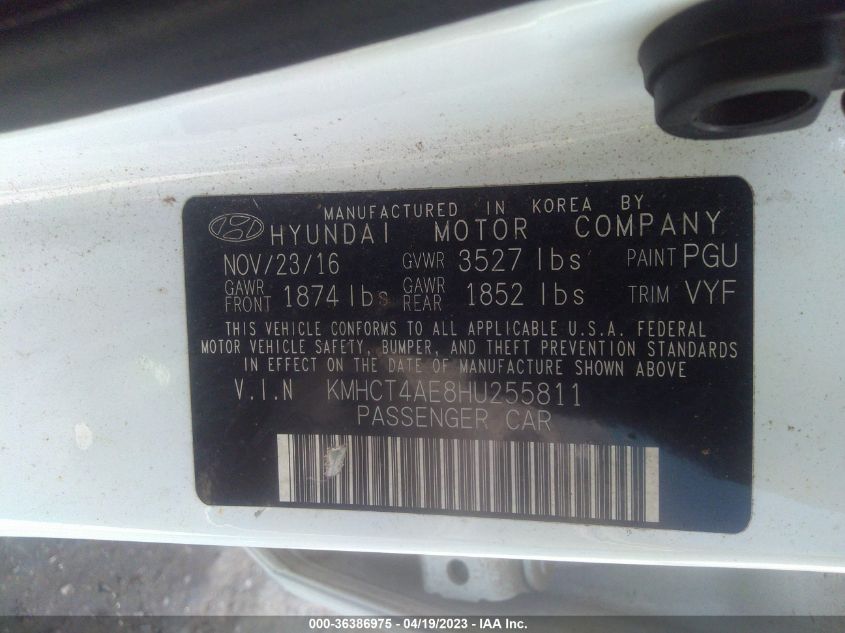 MANUFACTURED IN KOREA BY
HYUNDAI MOTOR COMPANY
NOV/23/16 GVWR 3527 lbs PAINT PGU
GAWR FRONT 1874 lbs GAWR REAR 1852 lbs TRIM VYF
THIS VEHICLE CONFORMS TO ALL APPLICABLE U.S.A. FEDERAL
MOTOR VEHICLE SAFETY, BUMPER, AND THEFT PREVENTION STANDARDS
IN EFFECT ON THE DATE OF MANUFACTURE SHOWN ABOVE
V.I.N KMHCT4AE8HU255811
PASSENGER CAR
000-36386975 - 04/19/2023 - IAA Inc.